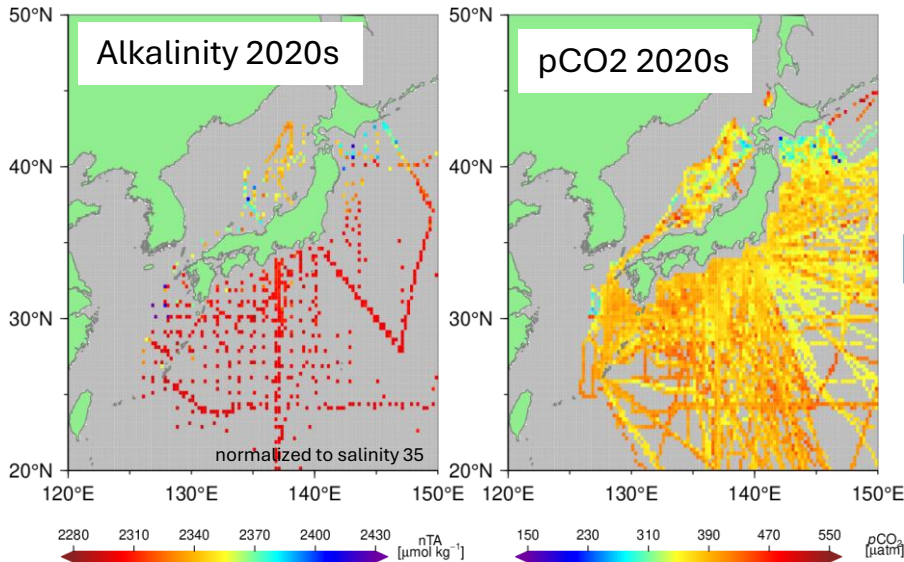 Alkalinity 2020s
50°N
40°N
30°N
20°N
normalized to salinity 35
120°E
130°E
140°E
150°E
2280
2310
2340
2370
2400
2430
nTA
[µmol kg⁻¹]
pCO2 2020s
50°N
40°N
30°N
20°N
120°E
130°E
140°E
150°E
150
230
310
390
470
550
pCO₂
[µatm]